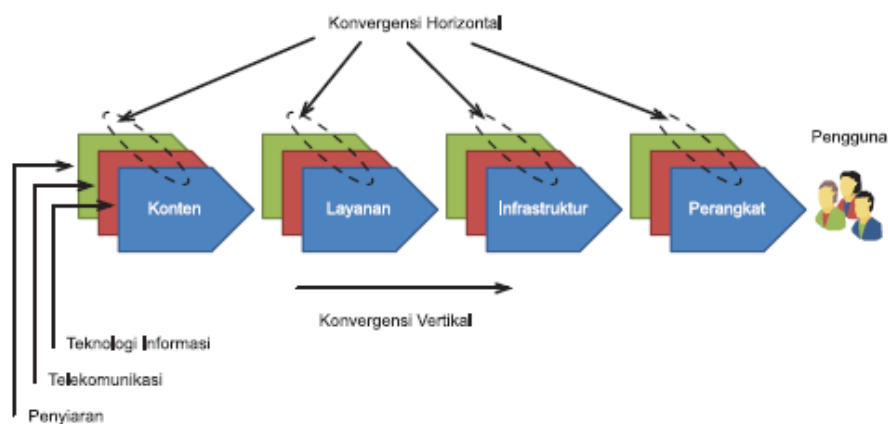 Konvergensi Horizontal
Pengguna
Konten
Layanan
Infrastruktur
Perangkat
Konvergensi Vertikal
Teknologi Informasi
Telekomunikasi
Penyiaran